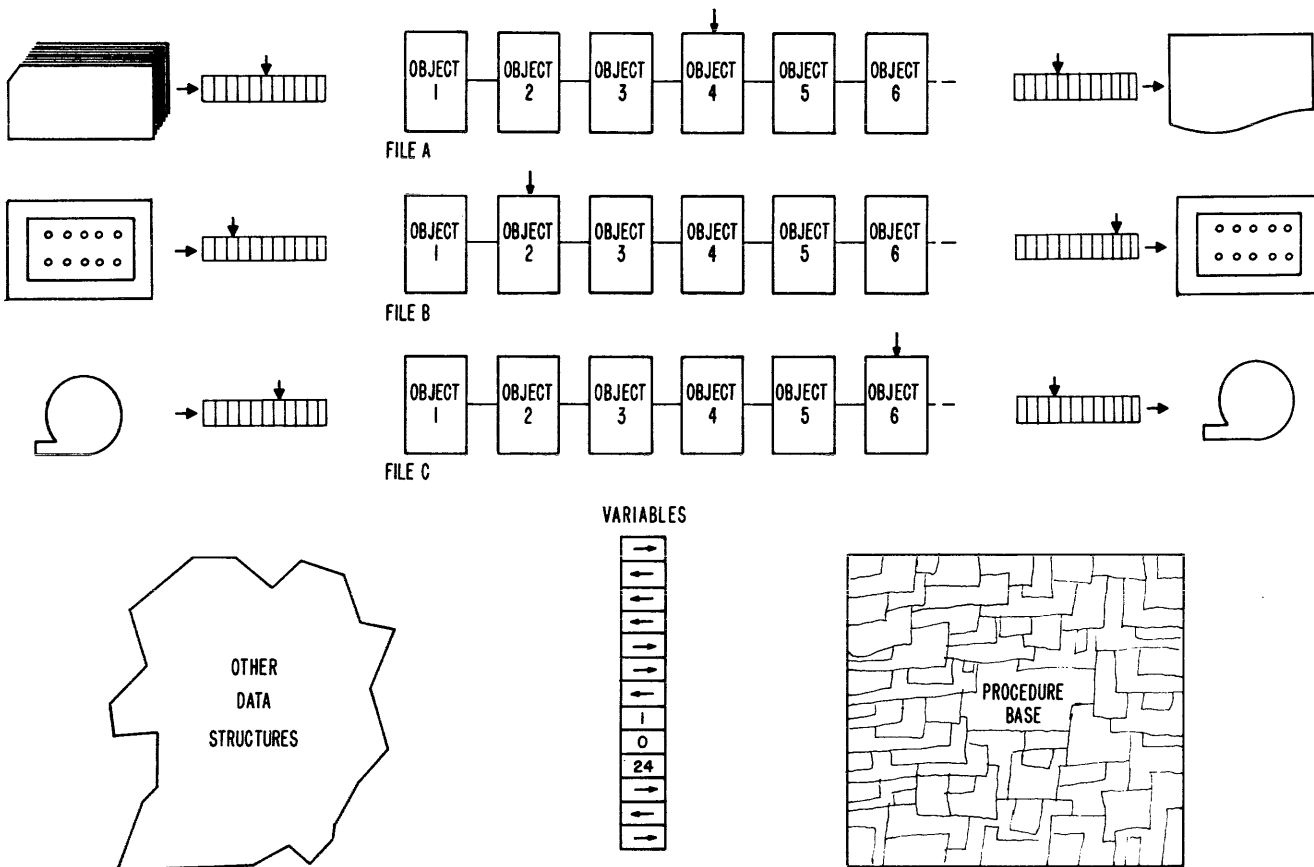 OBJECT
1
OBJECT
2
OBJECT
3
OBJECT
4
OBJECT
5
OBJECT
6
FILE A
OBJECT
1
OBJECT
2
OBJECT
3
OBJECT
4
OBJECT
5
OBJECT
6
FILE B
OBJECT
1
OBJECT
2
OBJECT
3
OBJECT
4
OBJECT
5
OBJECT
6
FILE C
OTHER
DATA
STRUCTURES
VARIABLES
→
←
←
←
→
→
←
1
0
24
→
←
→
PROCEDURE
BASE